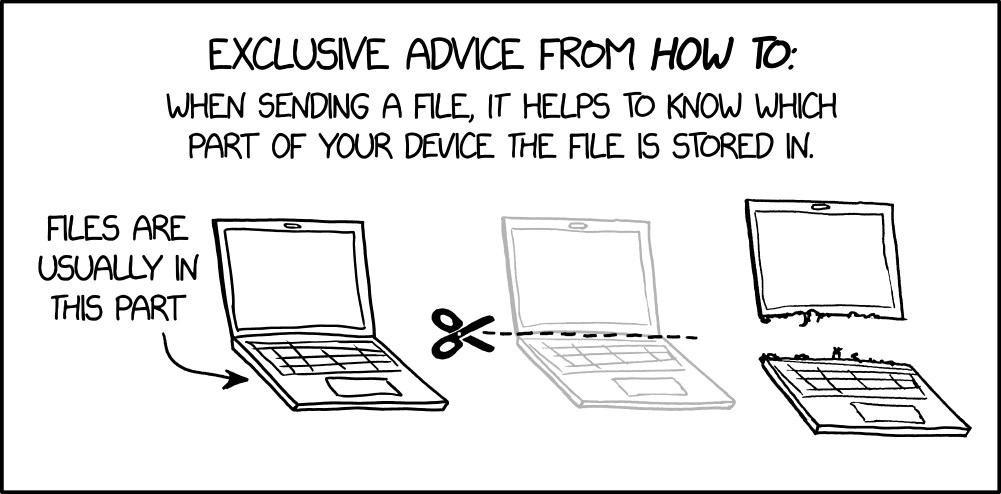 EXCLUSIVE ADVICE FROM HOW TO:
WHEN SENDING A FILE, IT HELPS TO KNOW WHICH
PART OF YOUR DEVICE THE FILE IS STORED IN.
FILES ARE
USUALLY IN
THIS PART